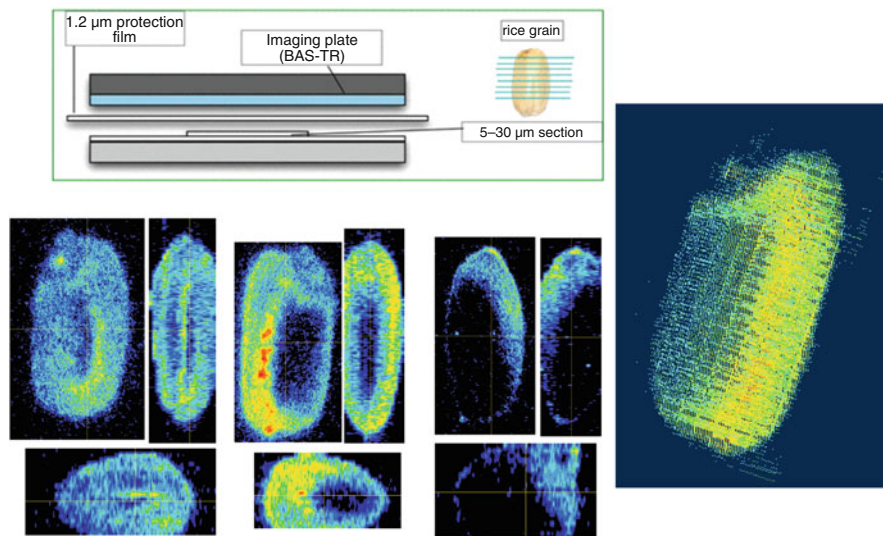 1.2 µm protection
film
Imaging plate
(BAS-TR)
rice grain
5–30 µm section